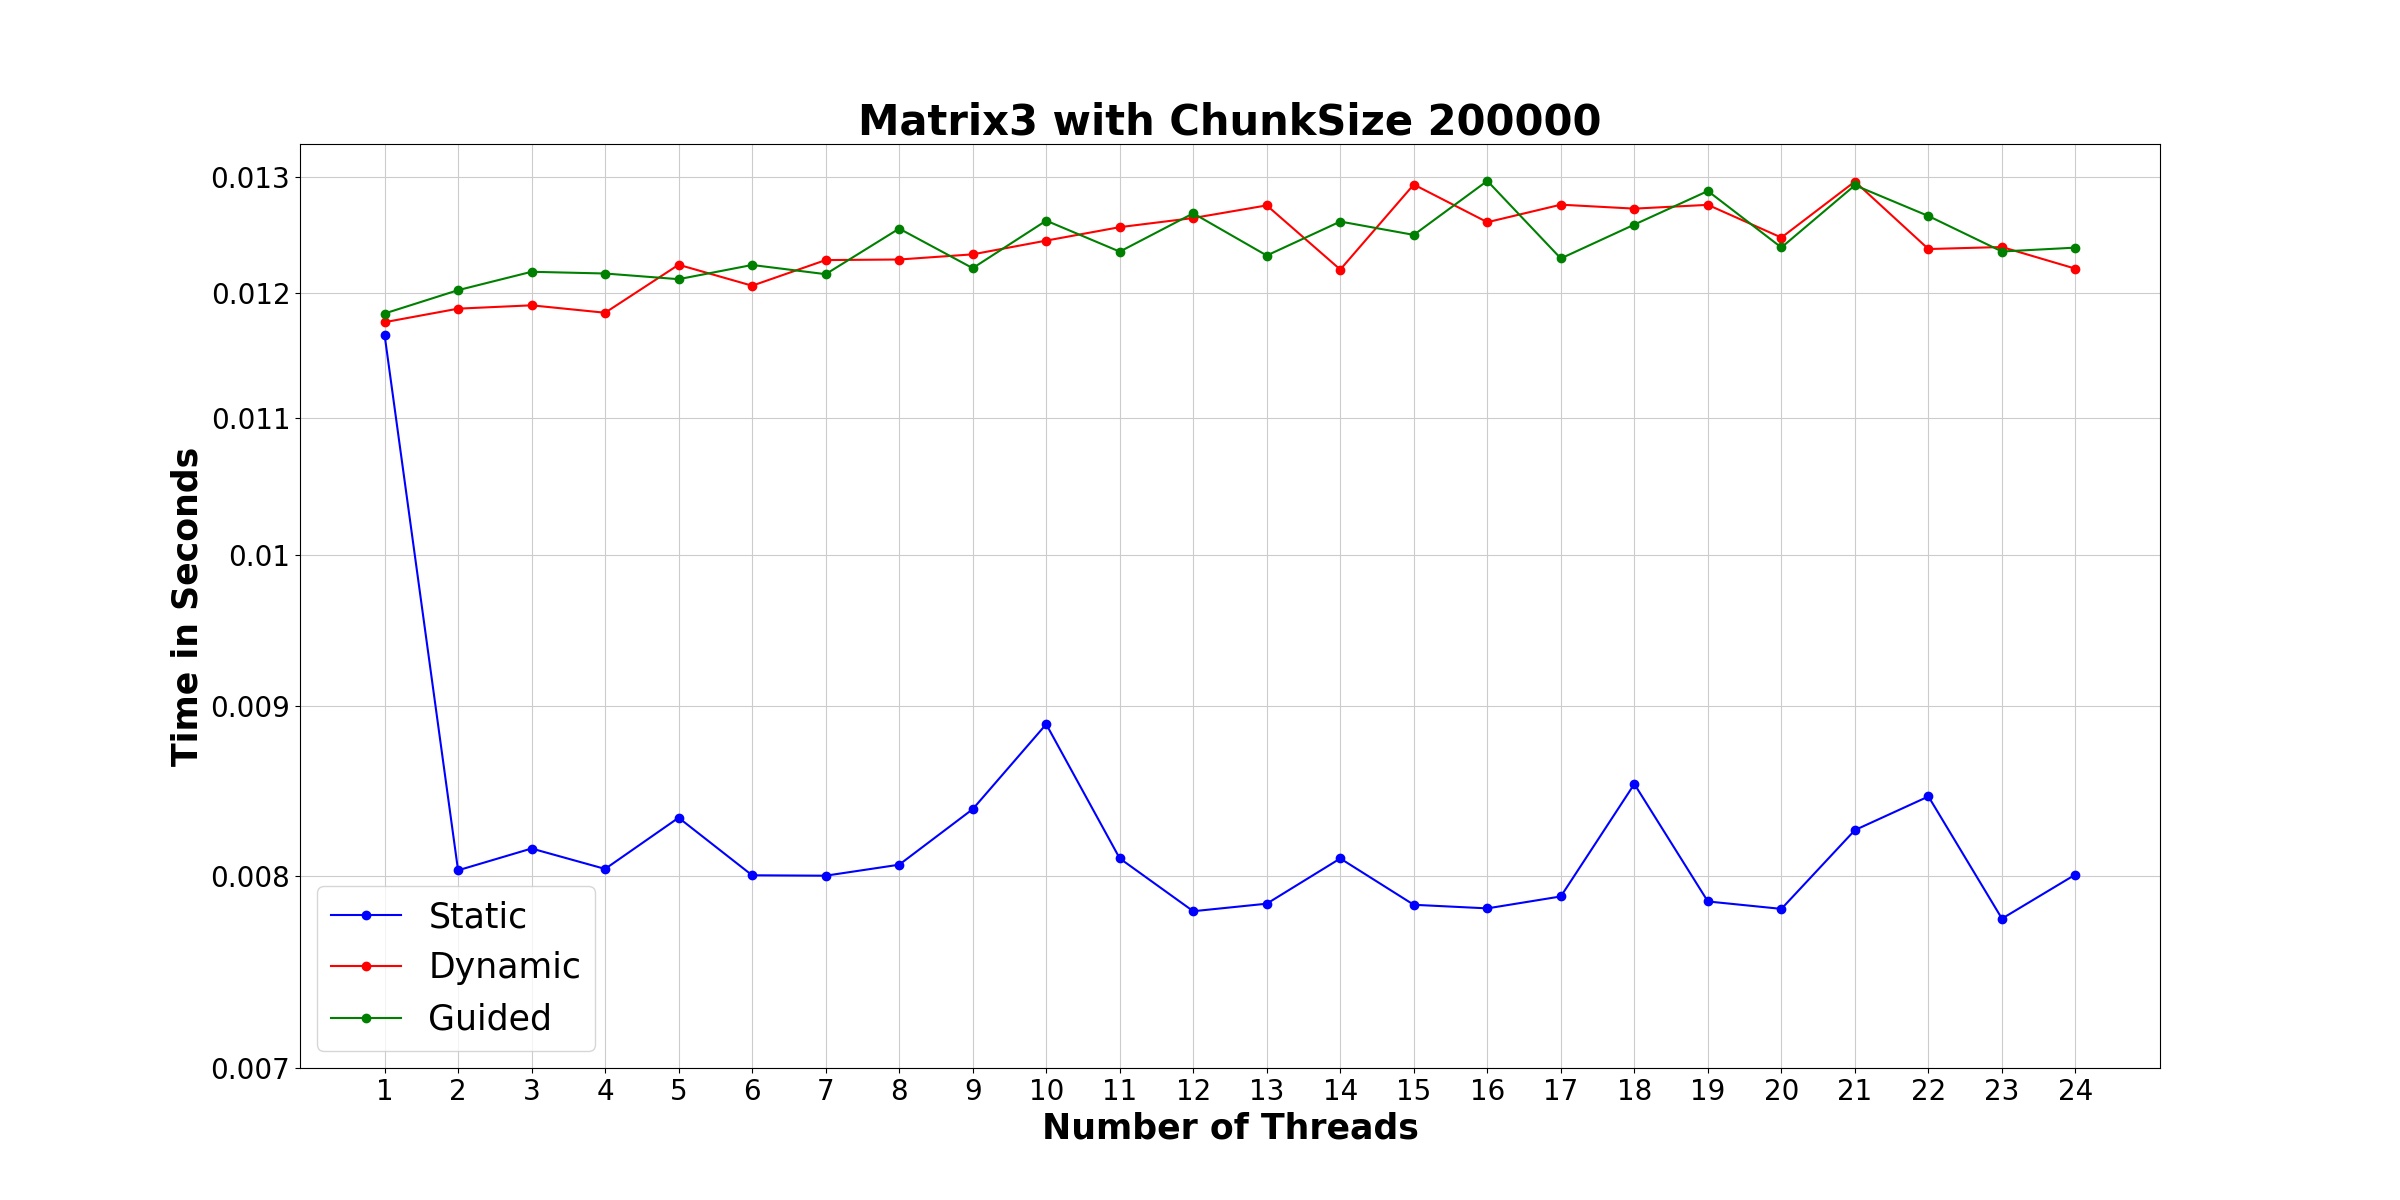 Matrix3 with ChunkSize 200000
Time in Seconds
0.013
0.012
0.011
0.01
0.009
0.008
0.007
Static
Dynamic
Guided
1 2 3 4 5 6 7 8 9 10 11 12 13 14 15 16 17 18 19 20 21 22 23 24
Number of Threads